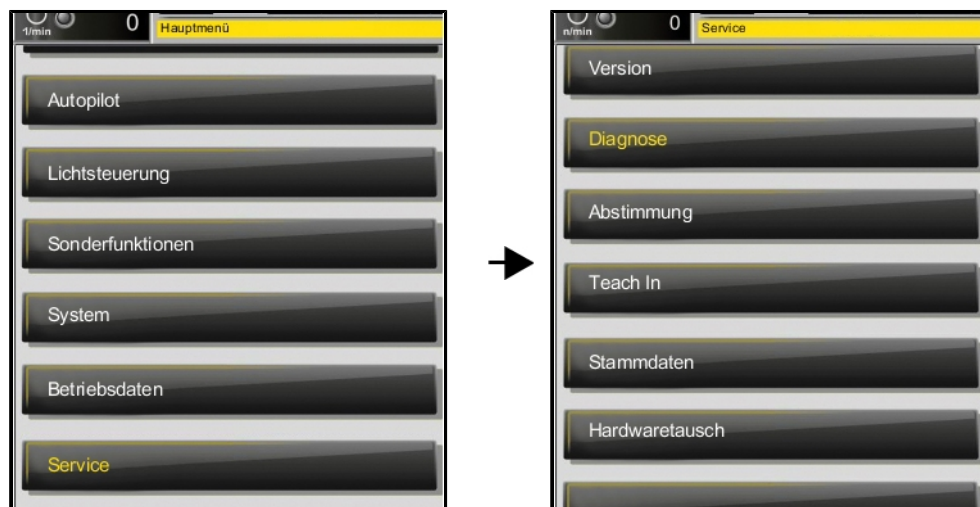 1/min 0 Hauptmenü
Autopilot
Lichtsteuerung
Sonderfunktionen
System
Betriebsdaten
Service
n/min 0 Service
Version
Diagnose
Abstimmung
Teach In
Stammdaten
Hardwaretausch